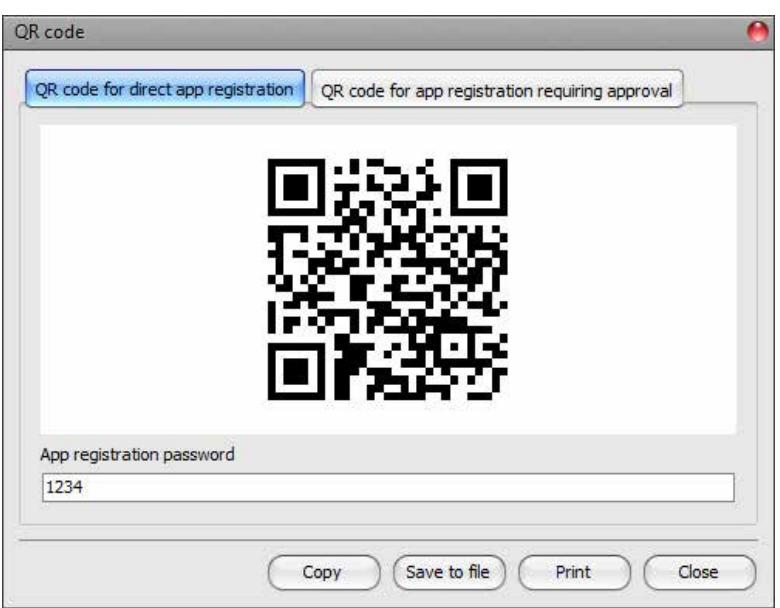 QR code
QR code for direct app registration
QR code for app registration requiring approval
App registration password
1234
Copy
Save to file
Print
Close